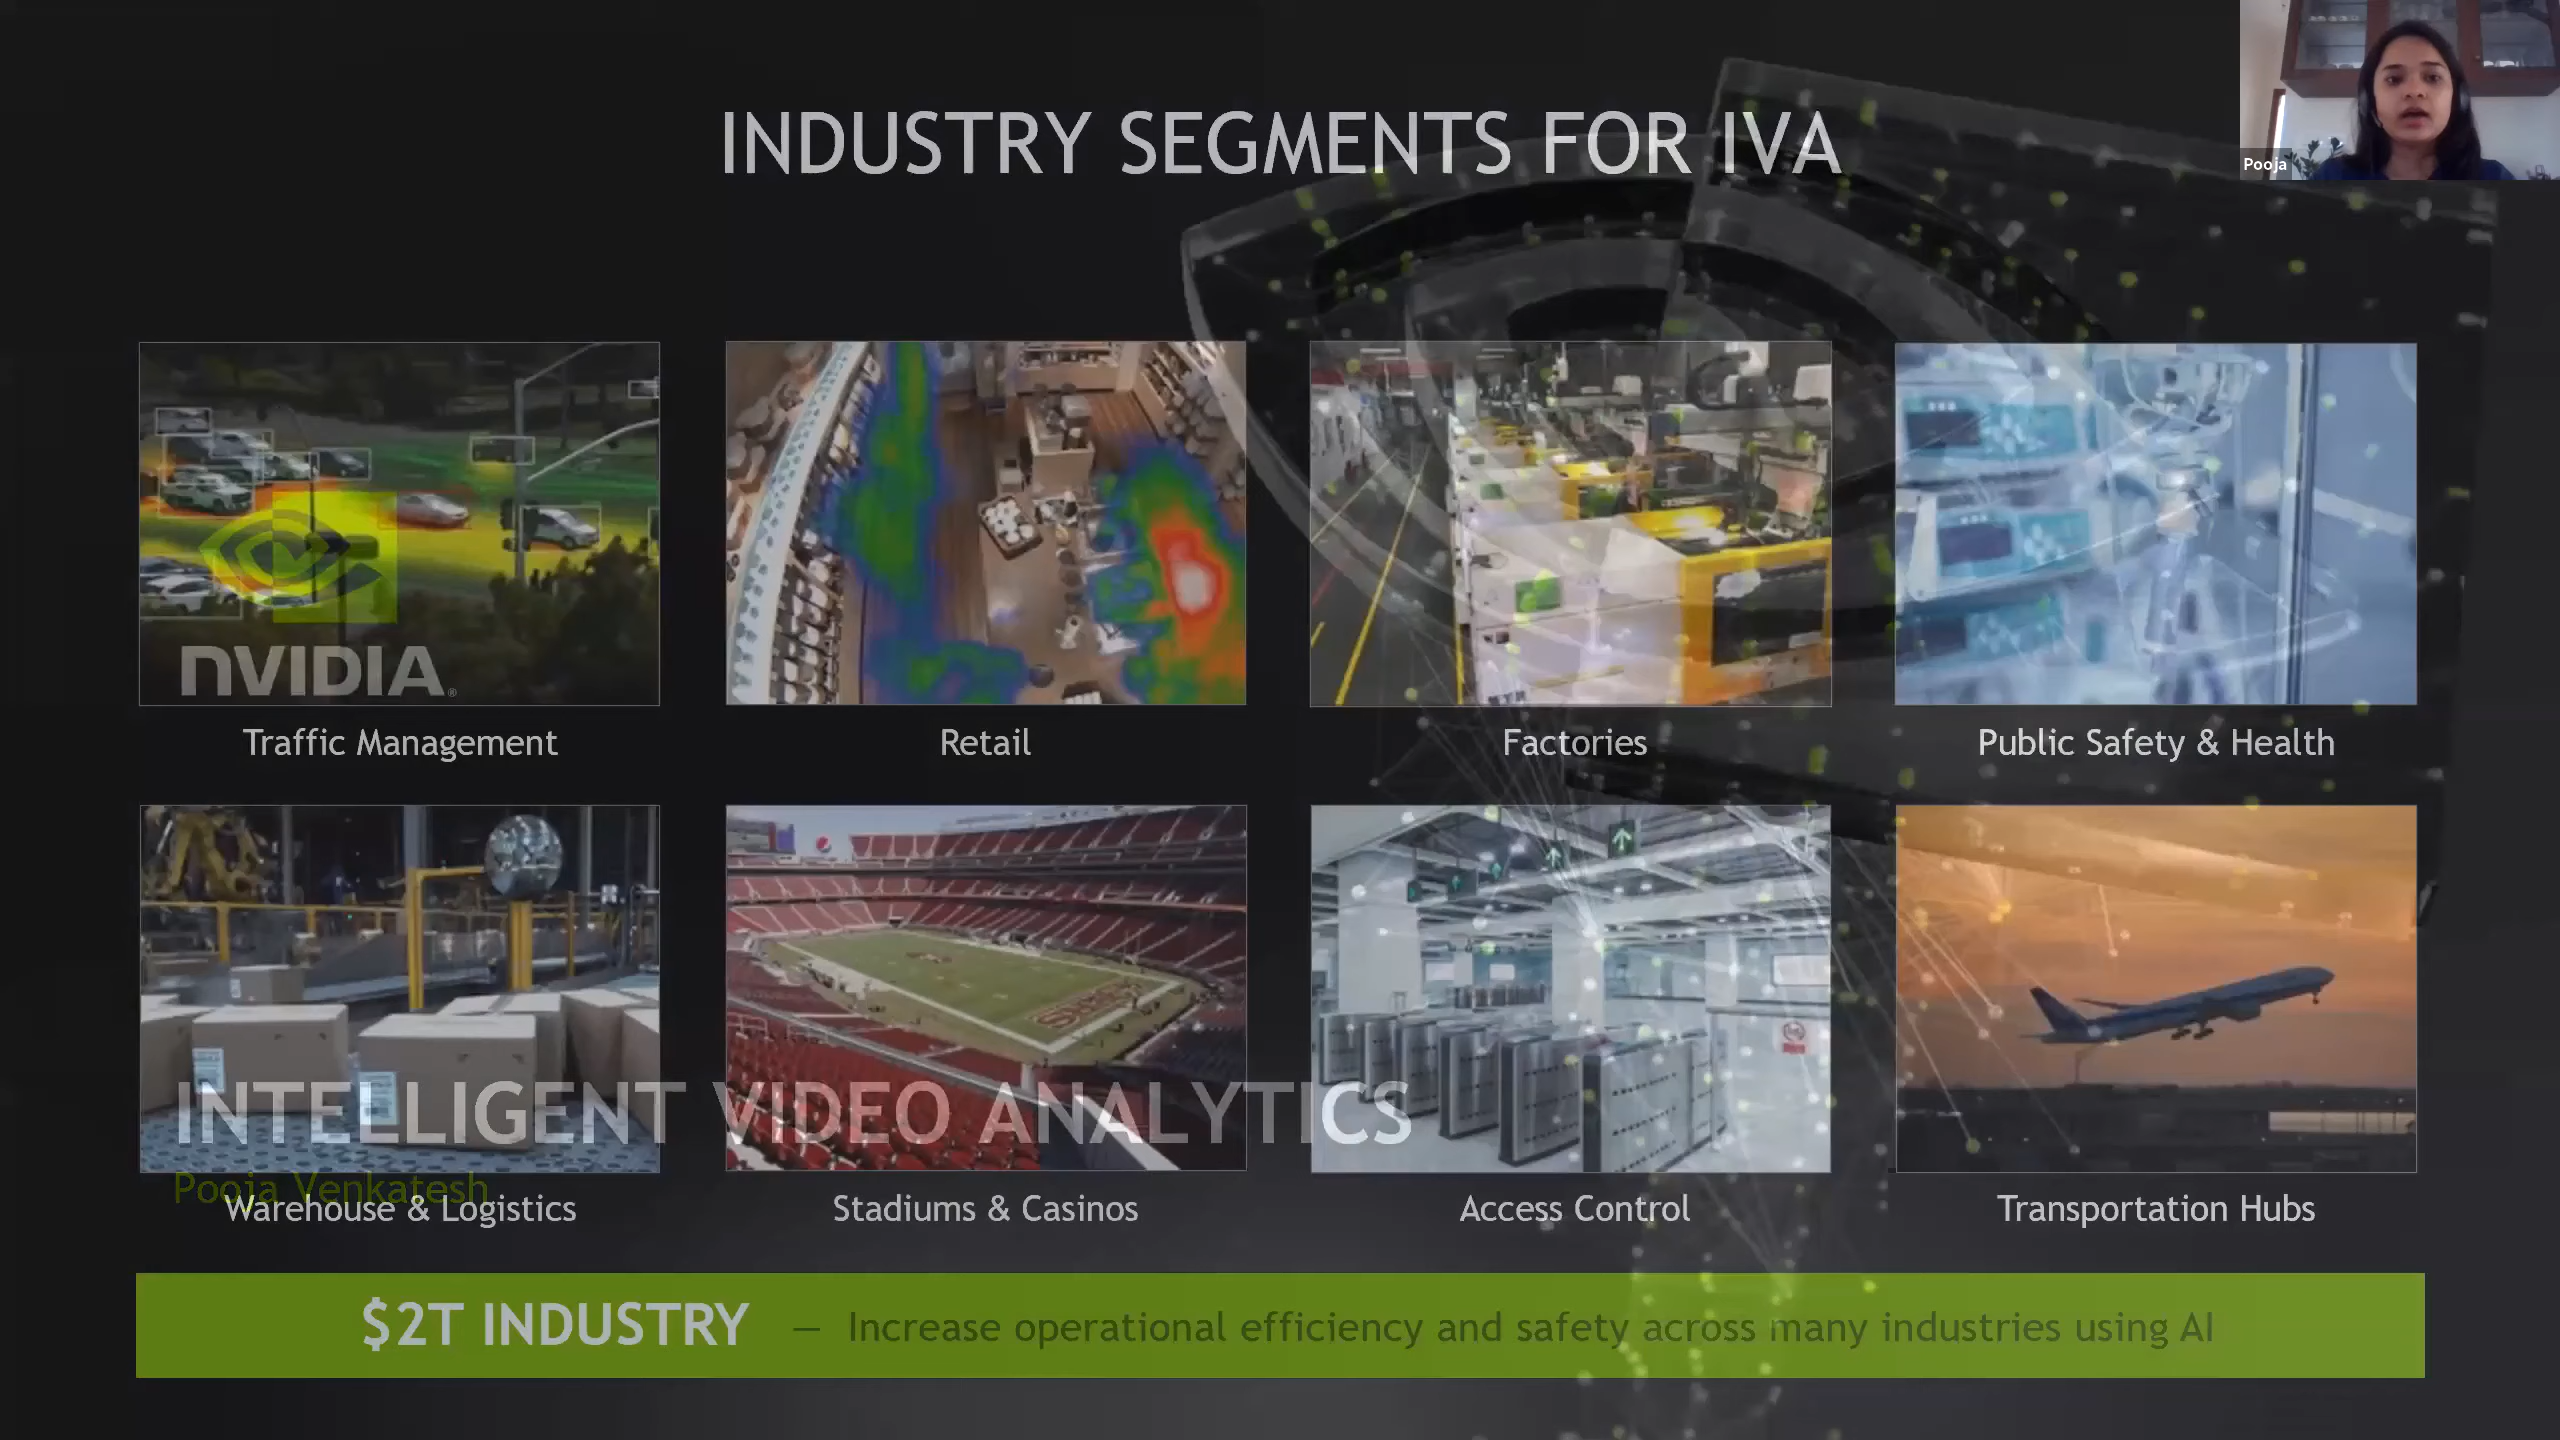 INDUSTRY SEGMENTS FOR IVA
Pooja
NVIDIA
Traffic Management
Retail
Factories
Public Safety & Health
INTELLIGENT VIDEO ANALYTICS
Pooja Venkatesh
Warehouse & Logistics
Stadiums & Casinos
Access Control
Transportation Hubs
$2T INDUSTRY — Increase operational efficiency and safety across many industries using AI